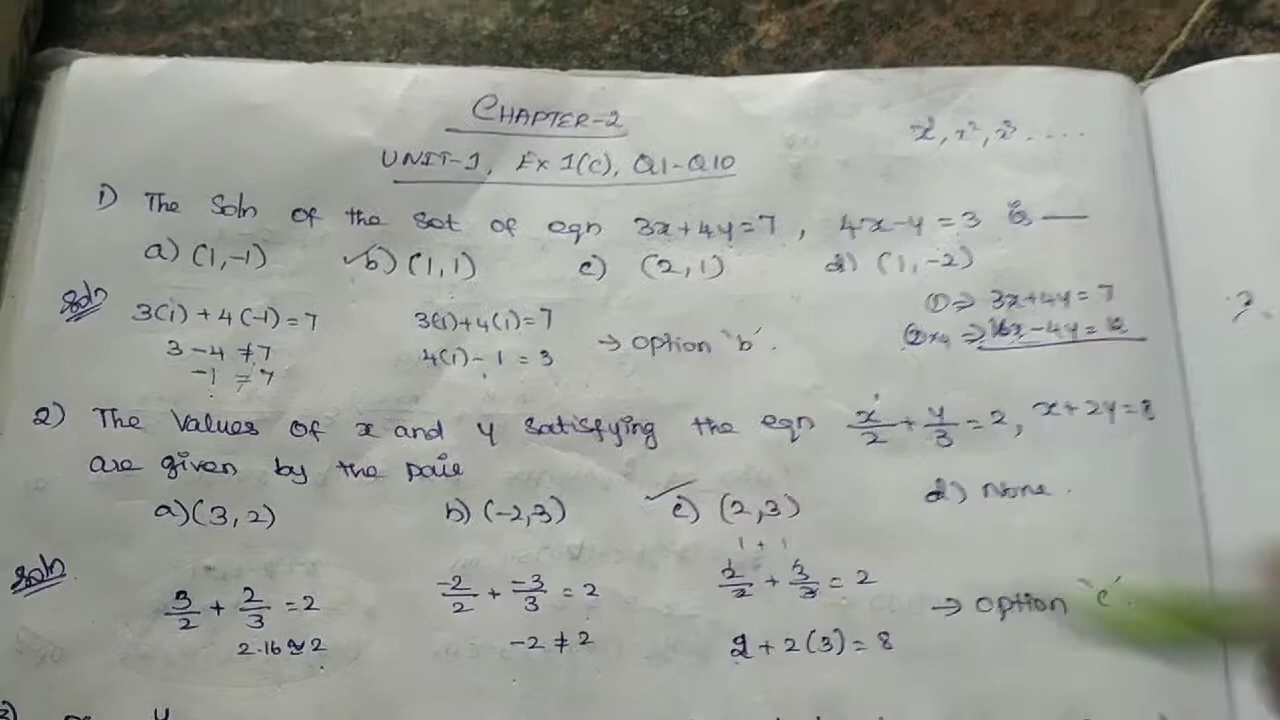 CHAPTER-2
x, x², x³ ....
UNIT-1, Ex 1(c), Q1-Q10
1) The Soln of the Set of eqn 3x+4y=7, 4x-y=3 is —
a) (1,-1) ✓b) (1,1) c) (2,1) d) (1,-2)
Soln
3(1)+4(-1)=7 3(1)+4(1)=7 ①⇒ 3x+4y=7
3-4≠7 4(1)-1=3 → option 'b'. ②x4 ⇒ 16x-4y=12
-1≠7
2) The Values of x and y satisfying the eqn x/2 + y/3 = 2, x+2y=8
are given by the pair
a) (3,2) b) (-2,3) ✓c) (2,3) d) None.
1 + 1
Soln
3/2 + 2/3 = 2 -2/2 + -3/3 = 2 2/2 + 3/3 = 2 → option 'c'.
2.16≈2 -2≠2 2+2(3)=8
3)